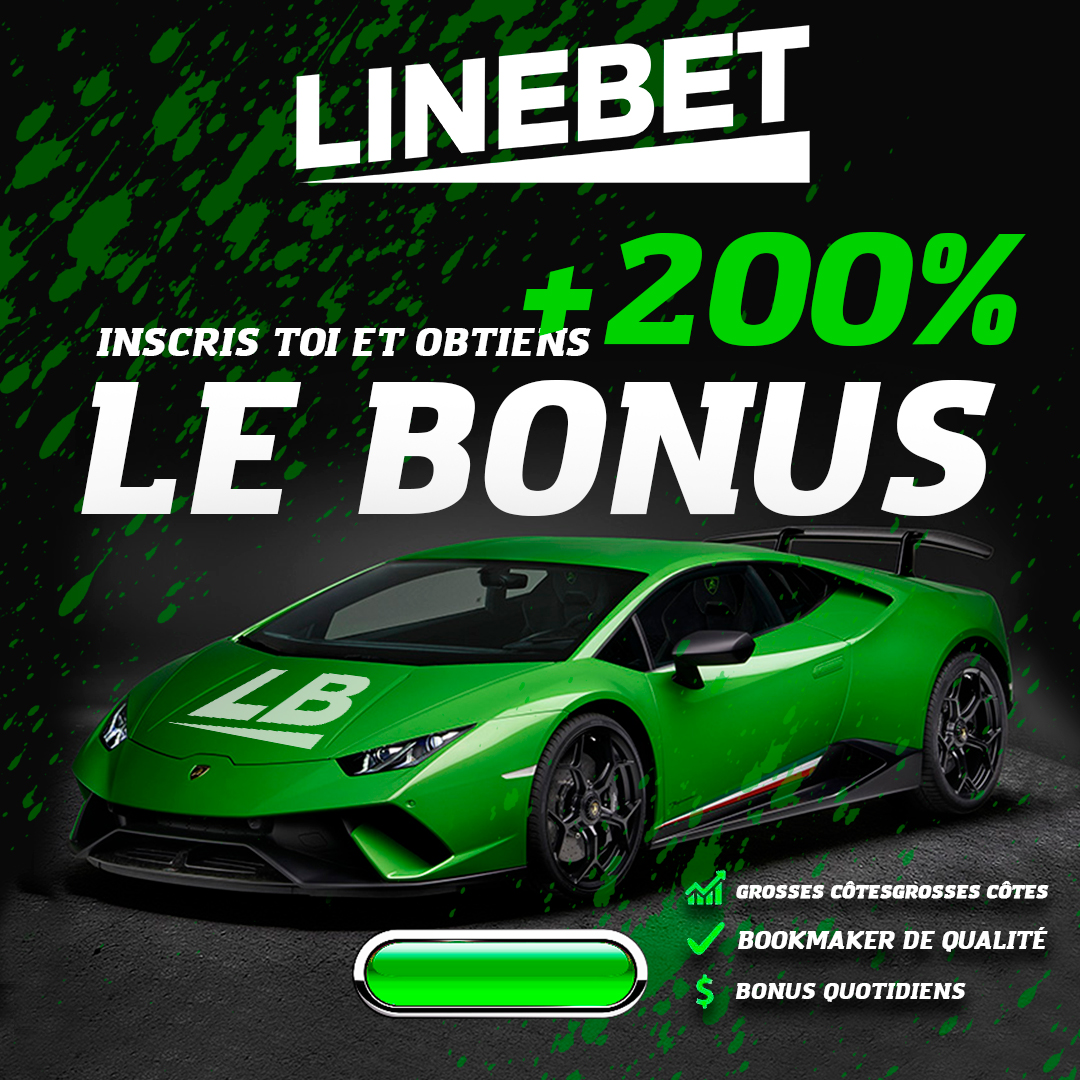 LINEBET
+200%
INSCRIS TOI ET OBTIENS
LE BONUS
LB
GROSSES CÔTESGROSSES CÔTES
BOOKMAKER DE QUALITÉ
$ BONUS QUOTIDIENS